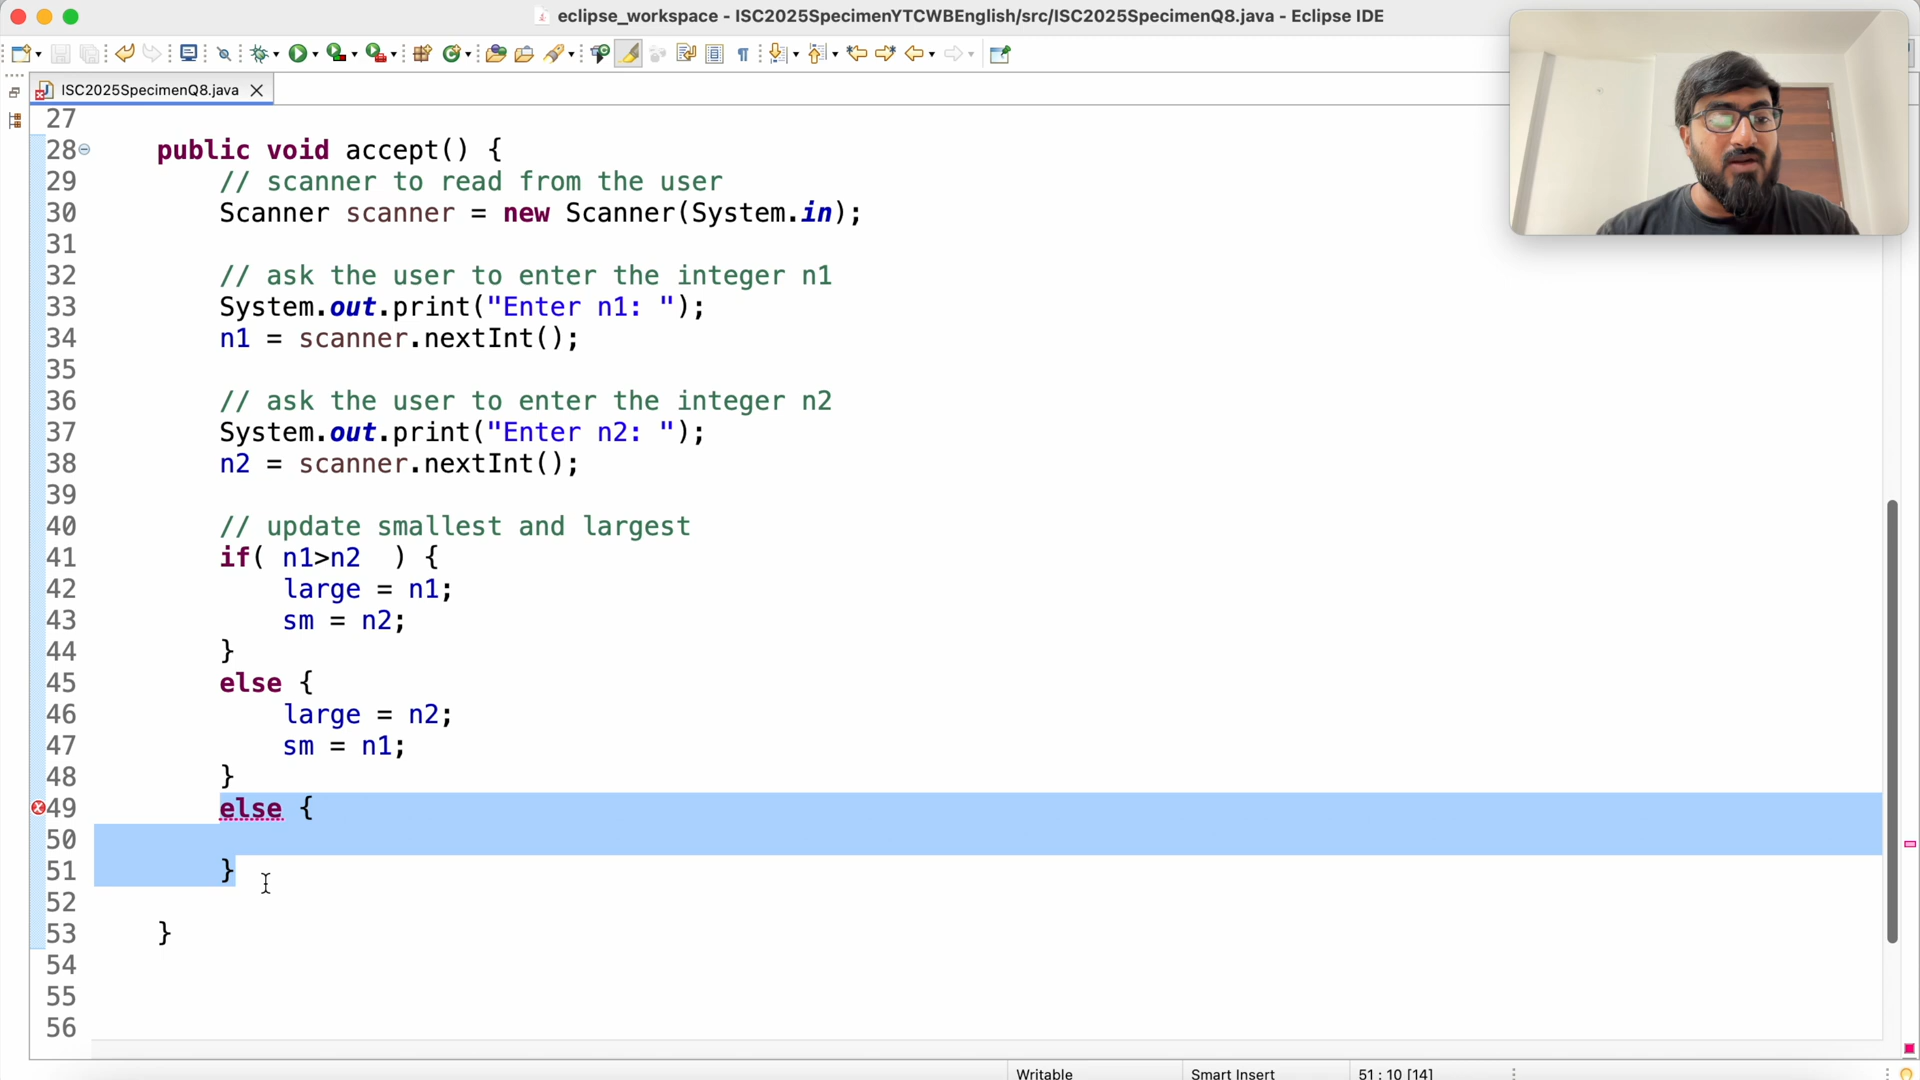 eclipse_workspace - ISC2025SpecimenYTCWBEnglish/src/ISC2025SpecimenQ8.java - Eclipse IDE
ISC2025SpecimenQ8.java
27
28 public void accept() {
29 // scanner to read from the user
30 Scanner scanner = new Scanner(System.in);
31
32 // ask the user to enter the integer n1
33 System.out.print("Enter n1: ");
34 n1 = scanner.nextInt();
35
36 // ask the user to enter the integer n2
37 System.out.print("Enter n2: ");
38 n2 = scanner.nextInt();
39
40 // update smallest and largest
41 if( n1>n2  ) {
42 large = n1;
43 sm = n2;
44 }
45 else {
46 large = n2;
47 sm = n1;
48 }
49 else {
50
51 }
52
53 }
54
55
56
Writable Smart Insert 51 : 10 [14]